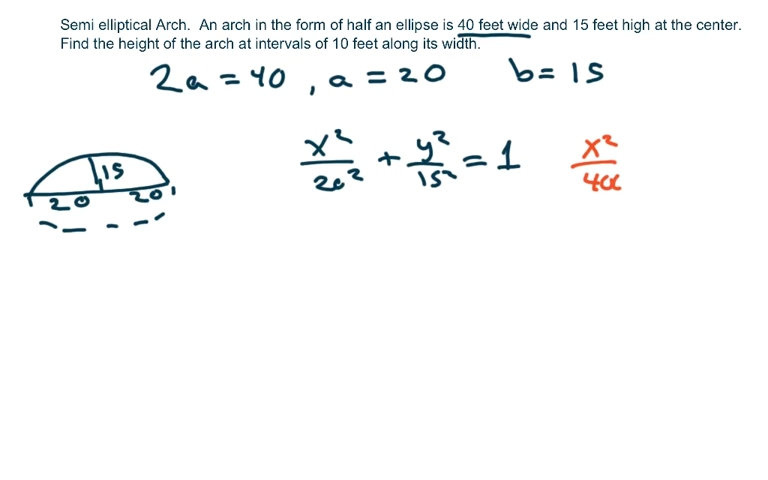 Semi elliptical Arch. An arch in the form of half an ellipse is 40 feet wide and 15 feet high at the center.
Find the height of the arch at intervals of 10 feet along its width.
2a = 40 , a = 20 b = 15
x²/20² + y²/15² = 1 x²/400
15
20 20